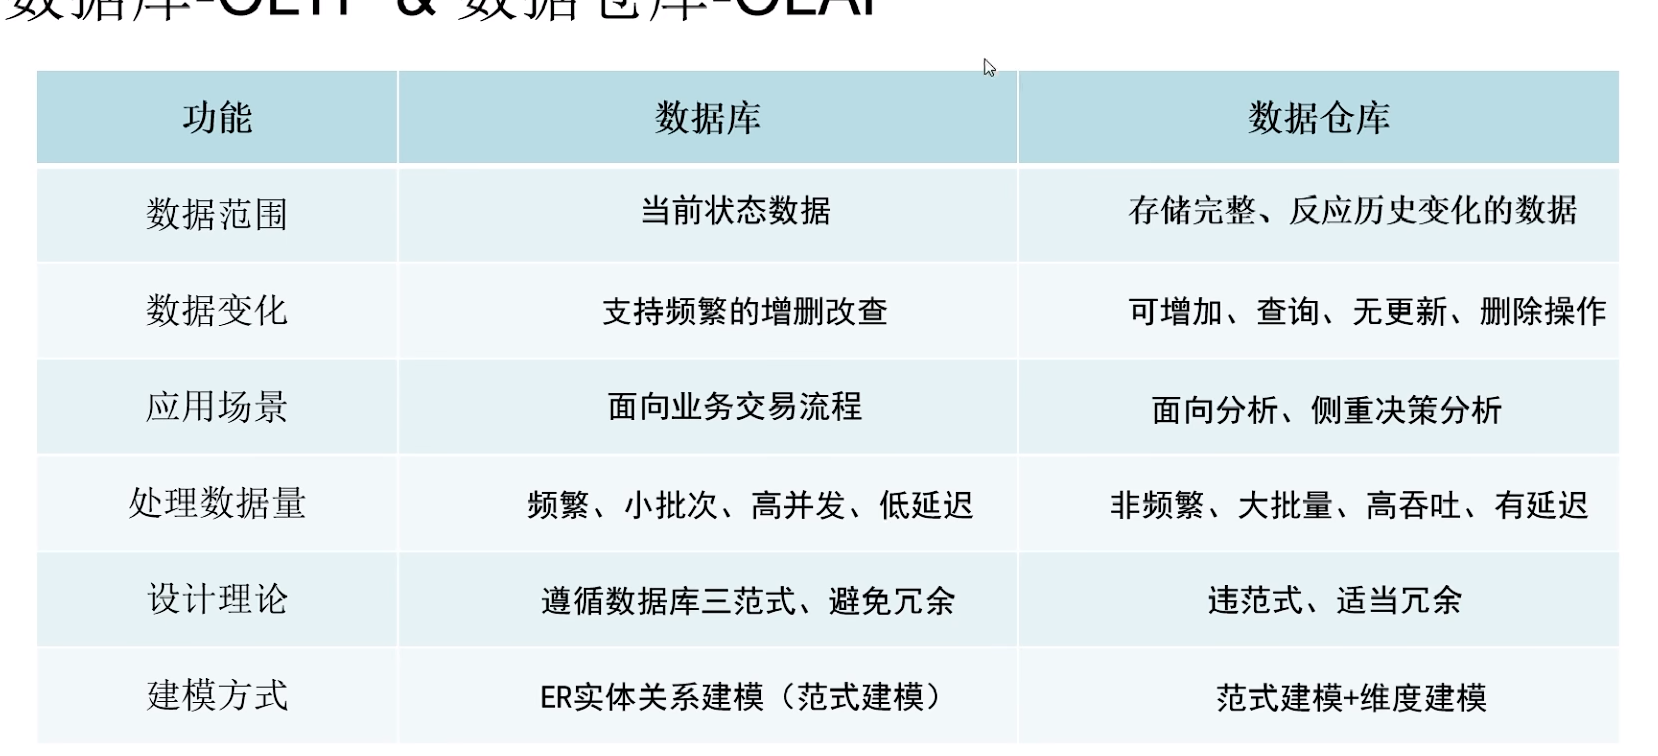 数据库-OLTP & 数据仓库-OLAP
功能 数据库 数据仓库
数据范围 当前状态数据 存储完整、反应历史变化的数据
数据变化 支持频繁的增删改查 可增加、查询、无更新、删除操作
应用场景 面向业务交易流程 面向分析、侧重决策分析
处理数据量 频繁、小批次、高并发、低延迟 非频繁、大批量、高吞吐、有延迟
设计理论 遵循数据库三范式、避免冗余 违范式、适当冗余
建模方式 ER实体关系建模（范式建模） 范式建模+维度建模